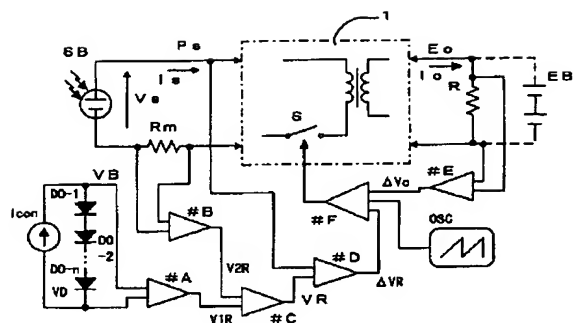 1
SB
Ps
Is
Vs
Rm
S
Eo
Io
R
EB
#E
ΔVo
#F
OSC
VB
Icon
DO-1
DO-2
DO-n
VD
#B
V2R
#A
V1R
#C
VR
#D
ΔVR